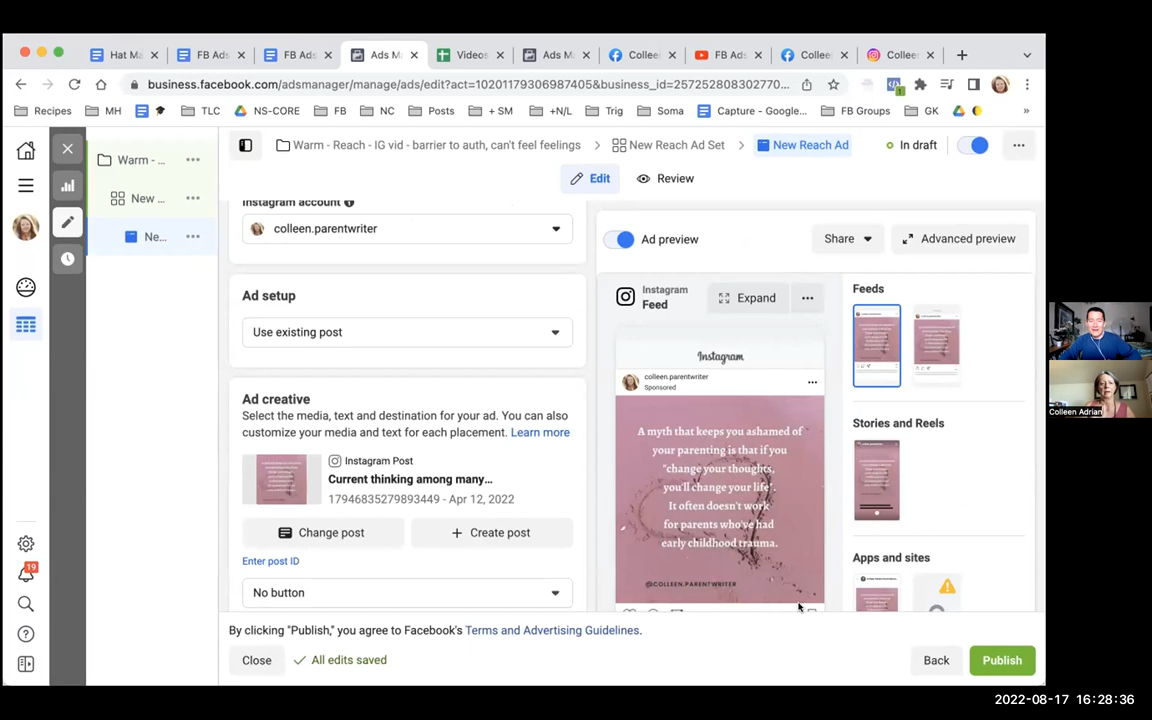 Hat Ma
FB Ads
FB Ads
Ads Ma
Videos
Ads Ma
Collee
FB Ads
Collee
Collee
business.facebook.com/adsmanager/manage/ads/edit?act=10201179306987405&business_id=257252808302770...
1
Recipes
MH
TLC
NS-CORE
FB
NC
Posts
+ SM
+N/L
Trig
Soma
Capture - Google...
FB Groups
GK
»
Warm - ...
New ...
Ne...
Warm - Reach - IG vid - barrier to auth, can't feel feelings
New Reach Ad Set
New Reach Ad
In draft
Edit
Review
Instagram account
colleen.parentwriter
Ad setup
Use existing post
Ad creative
Select the media, text and destination for your ad. You can also
customize your media and text for each placement. Learn more
Instagram Post
Current thinking among many...
17946835279893449 - Apr 12, 2022
Change post
+ Create post
Enter post ID
No button
Ad preview
Share
Advanced preview
Instagram
Feed
Expand
Instagram
colleen.parentwriter
Sponsored
A myth that keeps you ashamed of
your parenting is that if you
"change your thoughts,
you'll change your life".
It often doesn't work
for parents who've had
early childhood trauma.
@COLLEEN.PARENTWRITER
Feeds
Stories and Reels
Apps and sites
19
By clicking "Publish," you agree to Facebook's Terms and Advertising Guidelines.
Close
All edits saved
Back
Publish
Colleen Adrian
2022-08-17 16:28:36